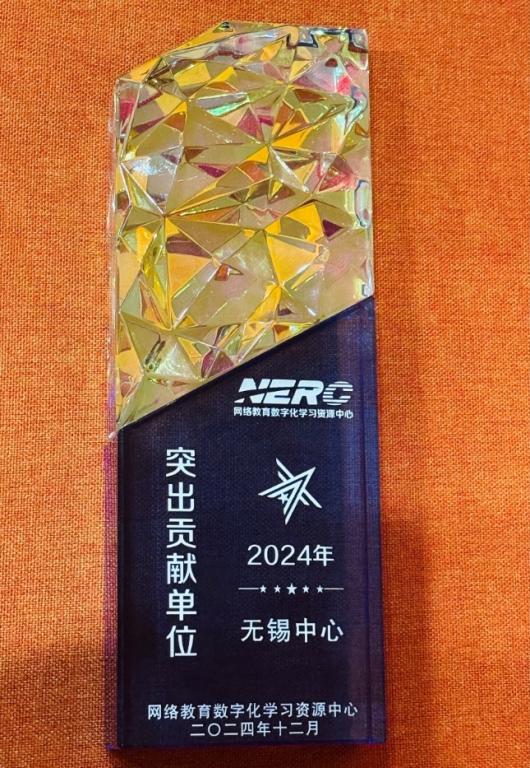 NERC
网络教育数字化学习资源中心
突出贡献单位
2024年
无锡中心
网络教育数字化学习资源中心
二〇二四年十二月